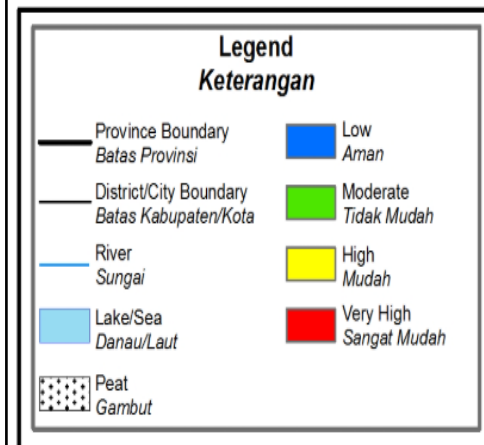 Legend
Keterangan
Province Boundary
Batas Provinsi
District/City Boundary
Batas Kabupaten/Kota
River
Sungai
Lake/Sea
Danau/Laut
Peat
Gambut
Low
Aman
Moderate
Tidak Mudah
High
Mudah
Very High
Sangat Mudah